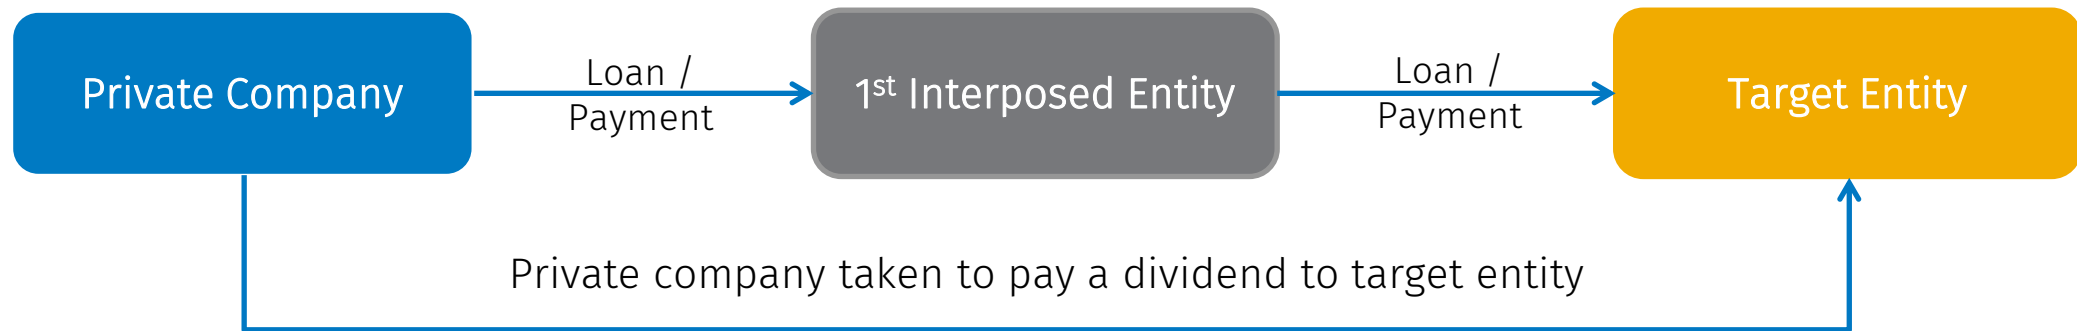 Private Company
Loan /
Payment
1st Interposed Entity
Loan /
Payment
Target Entity
Private company taken to pay a dividend to target entity